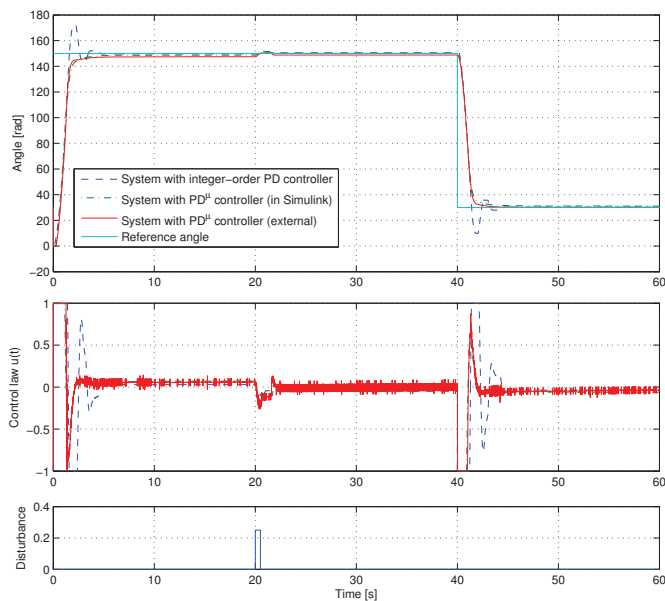 180
160
140
120
100
80
60
40
20
0
−20
Angle [rad]
System with integer−order PD controller
System with PDμ controller (in Simulink)
System with PDμ controller (external)
Reference angle
0 10 20 30 40 50 60
1
0.5
0
−0.5
−1
Control law u(t)
0 10 20 30 40 50 60
0.4
0.2
0
Disturbance
0 10 20 30 40 50 60
Time [s]